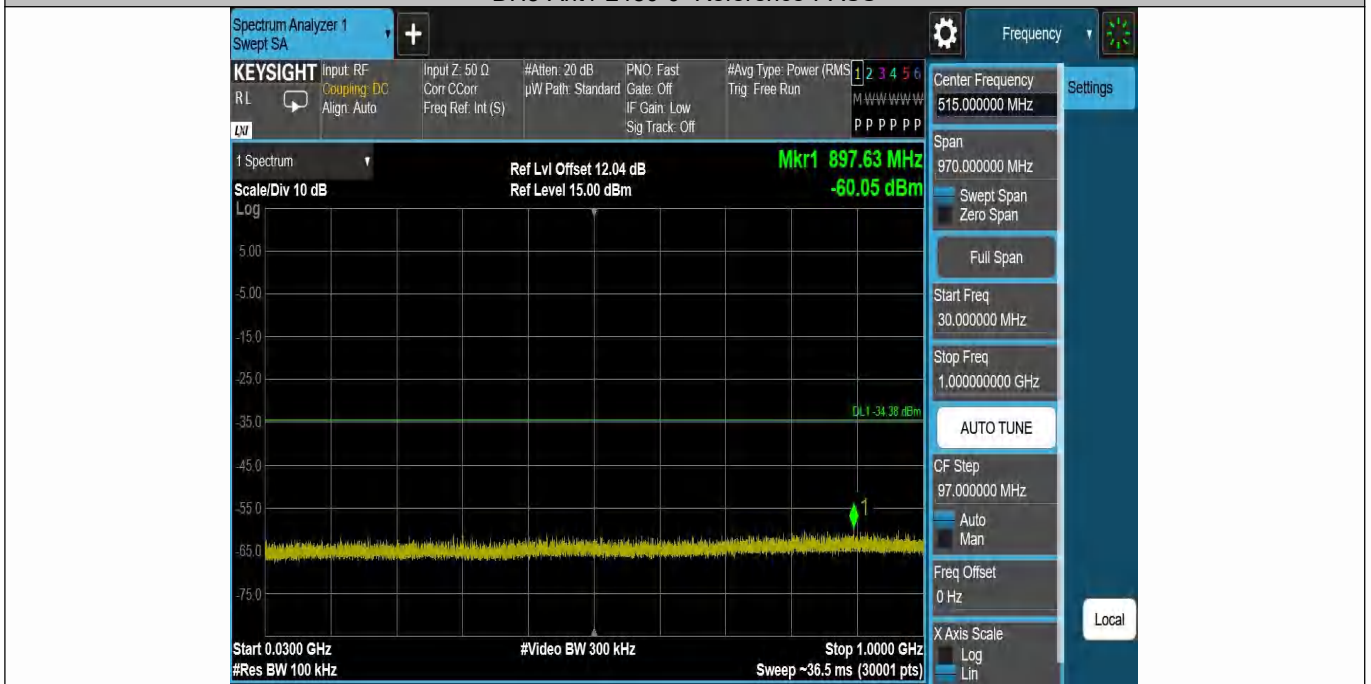 Spectrum Analyzer 1
Swept SA
Frequency
KEYSIGHT
RL
LXI
Input: RF
Coupling: DC
Align: Auto
Input Z: 50 Ω
Corr CCorr
Freq Ref: Int (S)
#Atten: 20 dB
µW Path: Standard
PNO: Fast
Gate: Off
IF Gain: Low
Sig Track: Off
#Avg Type: Power (RMS
Trig: Free Run
1 2 3 4 5 6
M W W W W W
P P P P P P
1 Spectrum
Scale/Div 10 dB
Ref Lvl Offset 12.04 dB
Ref Level 15.00 dBm
Mkr1 897.63 MHz
-60.05 dBm
Log
5.00
-5.00
-15.0
-25.0
-35.0
DL1 -34.38 dBm
-45.0
-55.0
1
-65.0
-75.0
Start 0.0300 GHz
#Res BW 100 kHz
#Video BW 300 kHz
Stop 1.0000 GHz
Sweep ~36.5 ms (30001 pts)
Center Frequency
515.000000 MHz
Settings
Span
970.000000 MHz
Swept Span
Zero Span
Full Span
Start Freq
30.000000 MHz
Stop Freq
1.000000000 GHz
AUTO TUNE
CF Step
97.000000 MHz
Auto
Man
Freq Offset
0 Hz
X Axis Scale
Log
Lin
Local